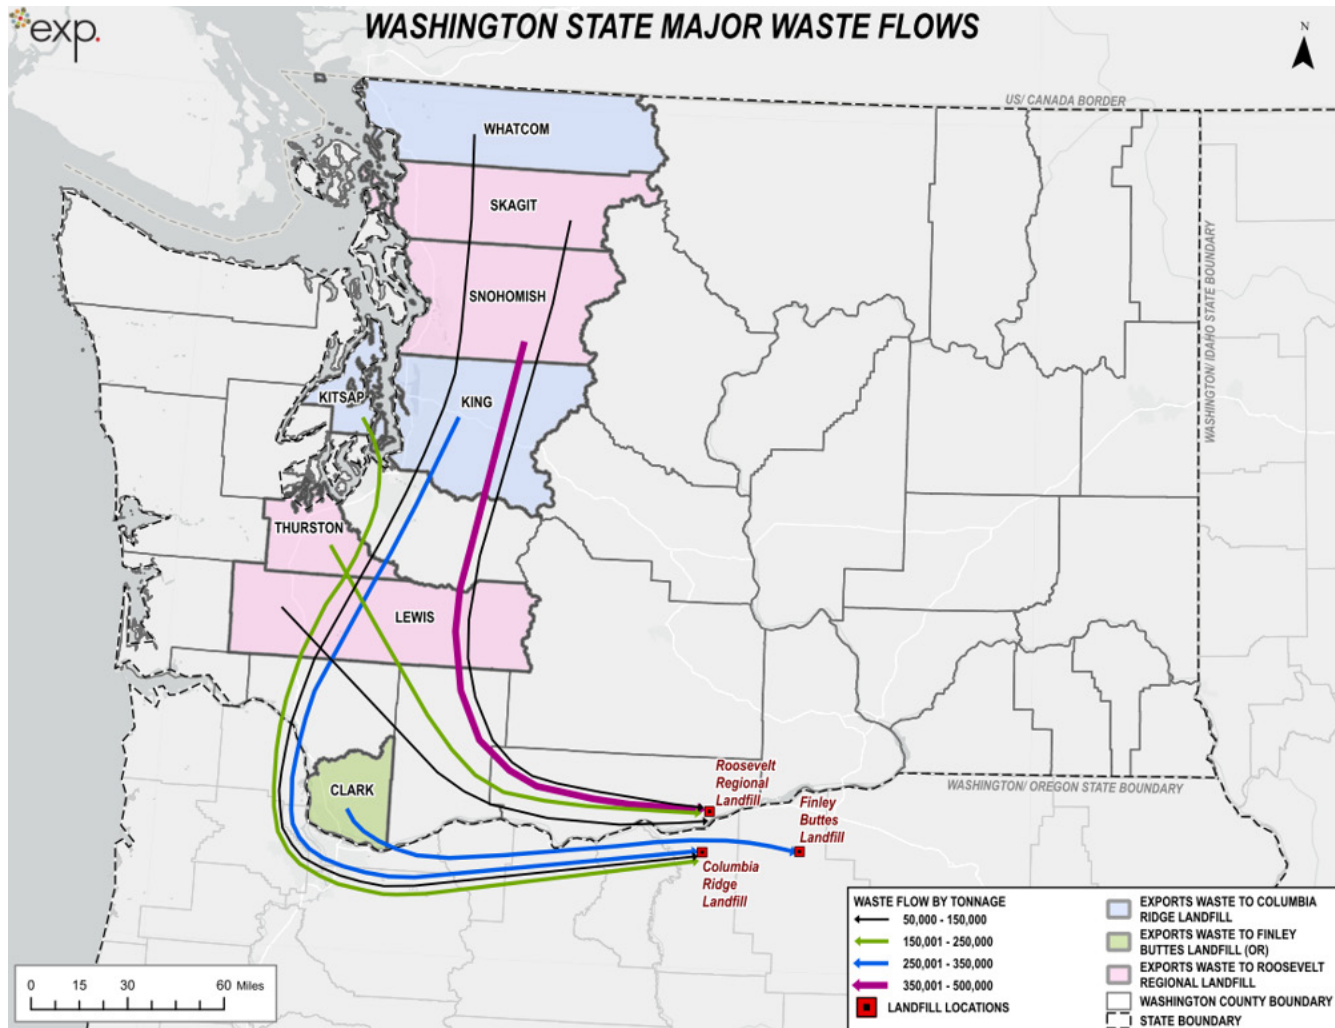 exp.
WASHINGTON STATE MAJOR WASTE FLOWS
N
US/ CANADA BORDER
WHATCOM
SKAGIT
SNOHOMISH
KITSAP
KING
THURSTON
LEWIS
CLARK
WASHINGTON/ IDAHO STATE BOUNDARY
WASHINGTON/ OREGON STATE BOUNDARY
Roosevelt
Regional
Landfill
Finley
Buttes
Landfill
Columbia
Ridge
Landfill
0 15 30 60 Miles
WASTE FLOW BY TONNAGE
50,000 - 150,000
150,001 - 250,000
250,001 - 350,000
350,001 - 500,000
LANDFILL LOCATIONS
EXPORTS WASTE TO COLUMBIA
RIDGE LANDFILL
EXPORTS WASTE TO FINLEY
BUTTES LANDFILL (OR)
EXPORTS WASTE TO ROOSEVELT
REGIONAL LANDFILL
WASHINGTON COUNTY BOUNDARY
STATE BOUNDARY